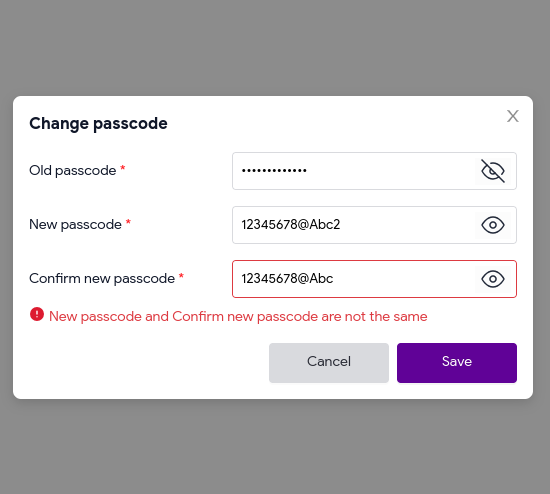 Change passcode
X
Old passcode *
•••••••••••••
New passcode *
12345678@Abc2
Confirm new passcode *
12345678@Abc
New passcode and Confirm new passcode are not the same
Cancel
Save